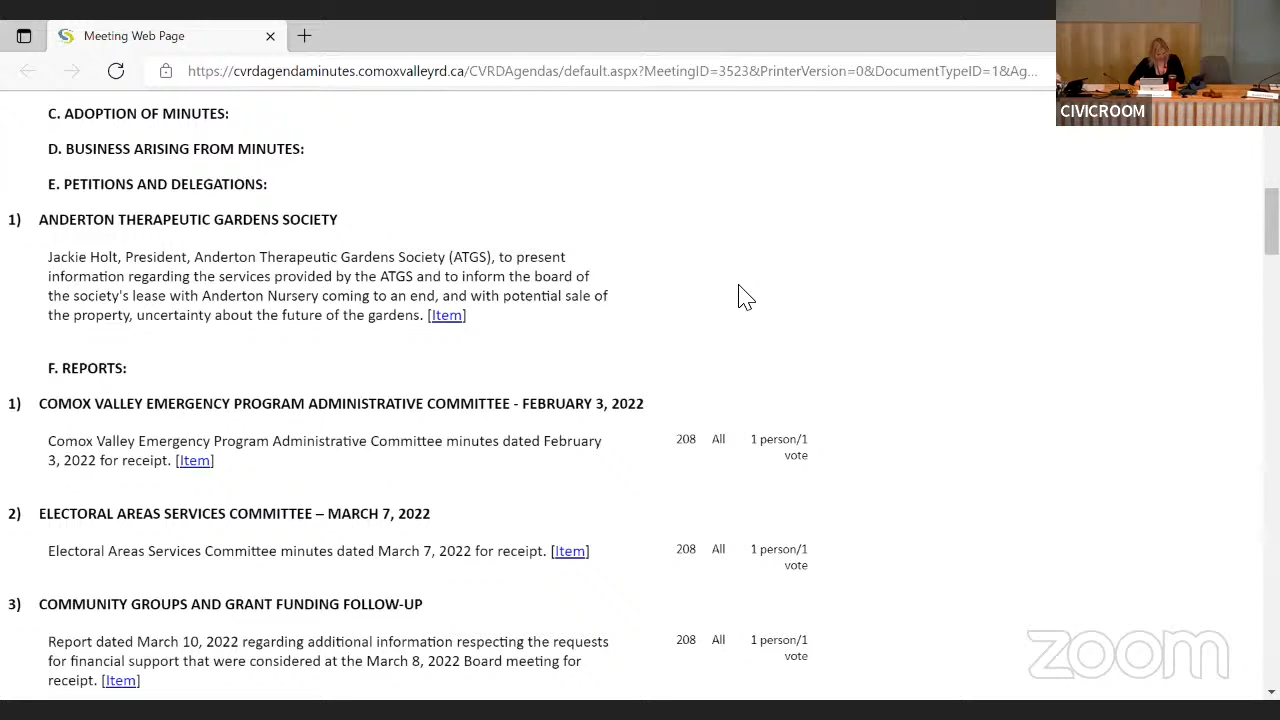 Meeting Web Page
https://cvrdagendaminutes.comoxvalleyrd.ca/CVRDAgendas/default.aspx?MeetingID=3523&PrinterVersion=0&DocumentTypeID=1&Ag...
CIVICROOM
C. ADOPTION OF MINUTES:
D. BUSINESS ARISING FROM MINUTES:
E. PETITIONS AND DELEGATIONS:
1) ANDERTON THERAPEUTIC GARDENS SOCIETY
Jackie Holt, President, Anderton Therapeutic Gardens Society (ATGS), to present
information regarding the services provided by the ATGS and to inform the board of
the society's lease with Anderton Nursery coming to an end, and with potential sale of
the property, uncertainty about the future of the gardens. [Item]
F. REPORTS:
1) COMOX VALLEY EMERGENCY PROGRAM ADMINISTRATIVE COMMITTEE - FEBRUARY 3, 2022
Comox Valley Emergency Program Administrative Committee minutes dated February 208 All 1 person/1
3, 2022 for receipt. [Item] vote
2) ELECTORAL AREAS SERVICES COMMITTEE – MARCH 7, 2022
Electoral Areas Services Committee minutes dated March 7, 2022 for receipt. [Item] 208 All 1 person/1
vote
3) COMMUNITY GROUPS AND GRANT FUNDING FOLLOW-UP
Report dated March 10, 2022 regarding additional information respecting the requests 208 All 1 person/1
for financial support that were considered at the March 8, 2022 Board meeting for vote
receipt. [Item]
zoom